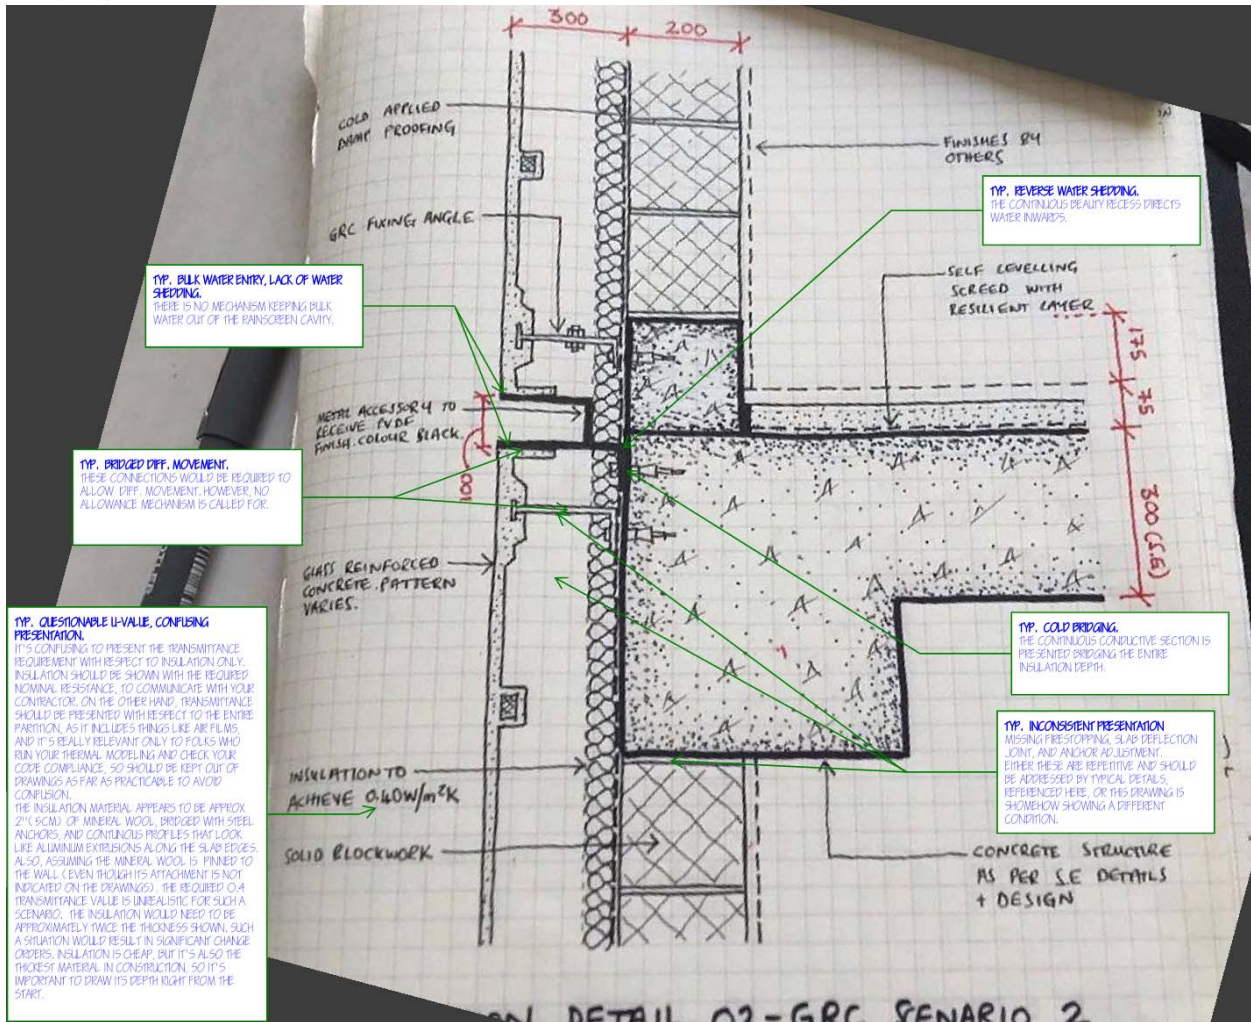 300
200
COLD APPLIED
DAMP PROOFING
FINISHES BY
OTHERS
TYP. REVERSE WATER SHEDDING.
THE CONTINUOUS BEAUTY RECESS DIRECTS
WATER INWARDS.
GRC FIXING ANGLE
TYP. BULK WATER ENTRY, LACK OF WATER
SHEDDING.
THERE IS NO MECHANISM KEEPING BULK
WATER OUT OF THE RAINSCREEN CAVITY.
SELF LEVELLING
SCREED WITH
RESILIENT LAYER
175
75
300 (S.E)
METAL ACCESSORY TO
RECEIVE PVDF
FINISH. COLOUR BLACK.
100
TYP. BRIDGED DIFF. MOVEMENT.
THESE CONNECTIONS WOULD BE REQUIRED TO
ALLOW DIFF. MOVEMENT. HOWEVER, NO
ALLOWANCE MECHANISM IS CALLED FOR.
GLASS REINFORCED
CONCRETE. PATTERN
VARIES.
TYP. QUESTIONABLE U-VALUE, CONFUSING
PRESENTATION.
IT'S CONFUSING TO PRESENT THE TRANSMITTANCE
REQUIREMENT WITH RESPECT TO INSULATION ONLY.
INSULATION SHOULD BE SHOWN WITH THE REQUIRED
NOMINAL RESISTANCE, TO COMMUNICATE WITH YOUR
CONTRACTOR. ON THE OTHER HAND, TRANSMITTANCE
SHOULD BE PRESENTED WITH RESPECT TO THE ENTIRE
PARTITION, AS IT INCLUDES THINGS LIKE AIR FILMS,
AND IT'S REALLY RELEVANT ONLY TO FOLKS WHO
RUN YOUR THERMAL MODELING AND CHECK YOUR
CODE COMPLIANCE, SO SHOULD BE KEPT OUT OF
DRAWINGS AS FAR AS PRACTICABLE TO AVOID
CONFUSION.
THE INSULATION MATERIAL APPEARS TO BE APPROX.
2" (5CM) OF MINERAL WOOL, BRIDGED WITH STEEL
ANCHORS, AND CONTINUOUS PROFILES THAT LOOK
LIKE ALUMINUM EXTRUSIONS ALONG THE SLAB EDGES.
ALSO, ASSUMING THE MINERAL WOOL IS PINNED TO
THE WALL (EVEN THOUGH ITS ATTACHMENT IS NOT
INDICATED ON THE DRAWINGS). THE REQUIRED 0.4
TRANSMITTANCE VALUE IS UNREALISTIC FOR SUCH A
SCENARIO. THE INSULATION WOULD NEED TO BE
APPROXIMATELY TWICE THE THICKNESS SHOWN. SUCH
A SITUATION WOULD RESULT IN SIGNIFICANT CHANGE
ORDERS. INSULATION IS CHEAP, BUT IT'S ALSO THE
THICKEST MATERIAL IN CONSTRUCTION, SO IT'S
IMPORTANT TO DRAW ITS DEPTH RIGHT FROM THE
START.
TYP. COLD BRIDGING.
THE CONTINUOUS CONDUCTIVE SECTION IS
PRESENTED BRIDGING THE ENTIRE
INSULATION DEPTH.
TYP. INCONSISTENT PRESENTATION
MISSING FIRESTOPPING, SLAB DEFLECTION
JOINT, AND ANCHOR ADJUSTMENT.
EITHER THESE ARE REPETITIVE AND SHOULD
BE ADDRESSED BY TYPICAL DETAILS,
REFERENCED HERE, OR THIS DRAWING IS
SHOMEHOW SHOWING A DIFFERENT
CONDITION.
INSULATION TO
ACHIEVE 0.40W/m²K
SOLID BLOCKWORK
CONCRETE STRUCTURE
AS PER S.E DETAILS
+ DESIGN
DETAIL 02-GRC SENARIO 2